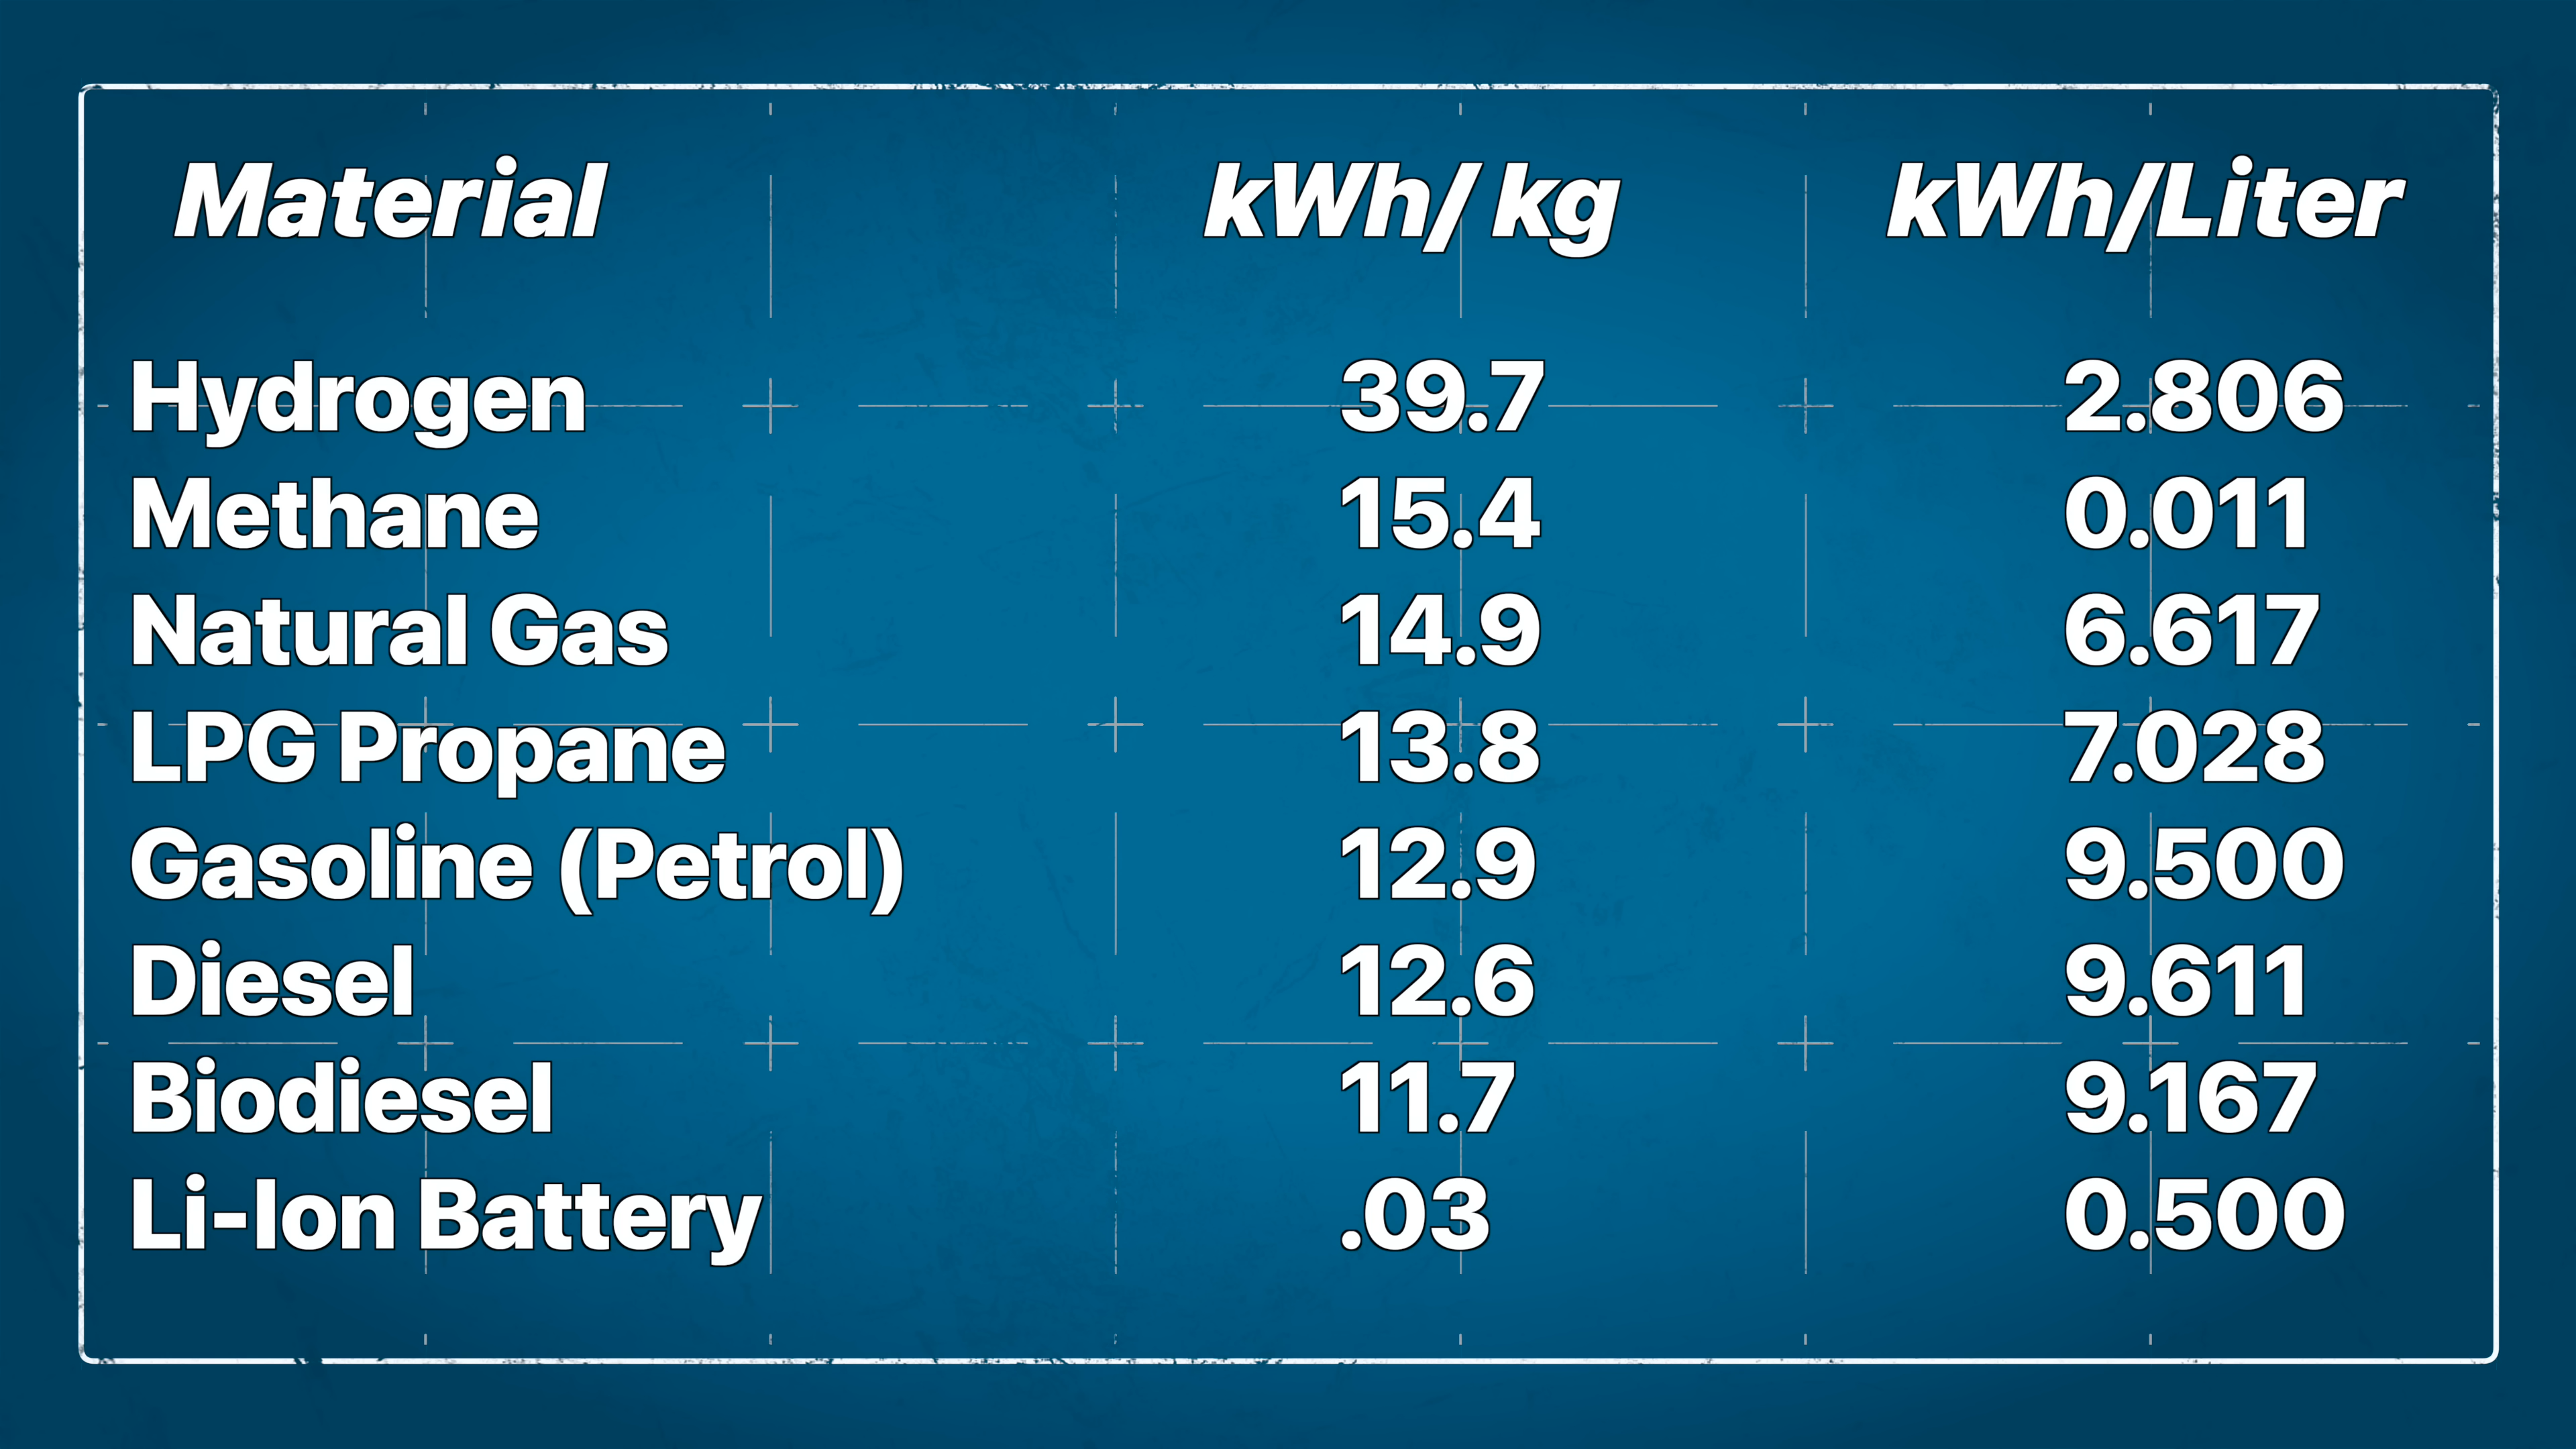 Material kWh/ kg kWh/Liter
Hydrogen 39.7 2.806
Methane 15.4 0.011
Natural Gas 14.9 6.617
LPG Propane 13.8 7.028
Gasoline (Petrol) 12.9 9.500
Diesel 12.6 9.611
Biodiesel 11.7 9.167
Li-Ion Battery .03 0.500